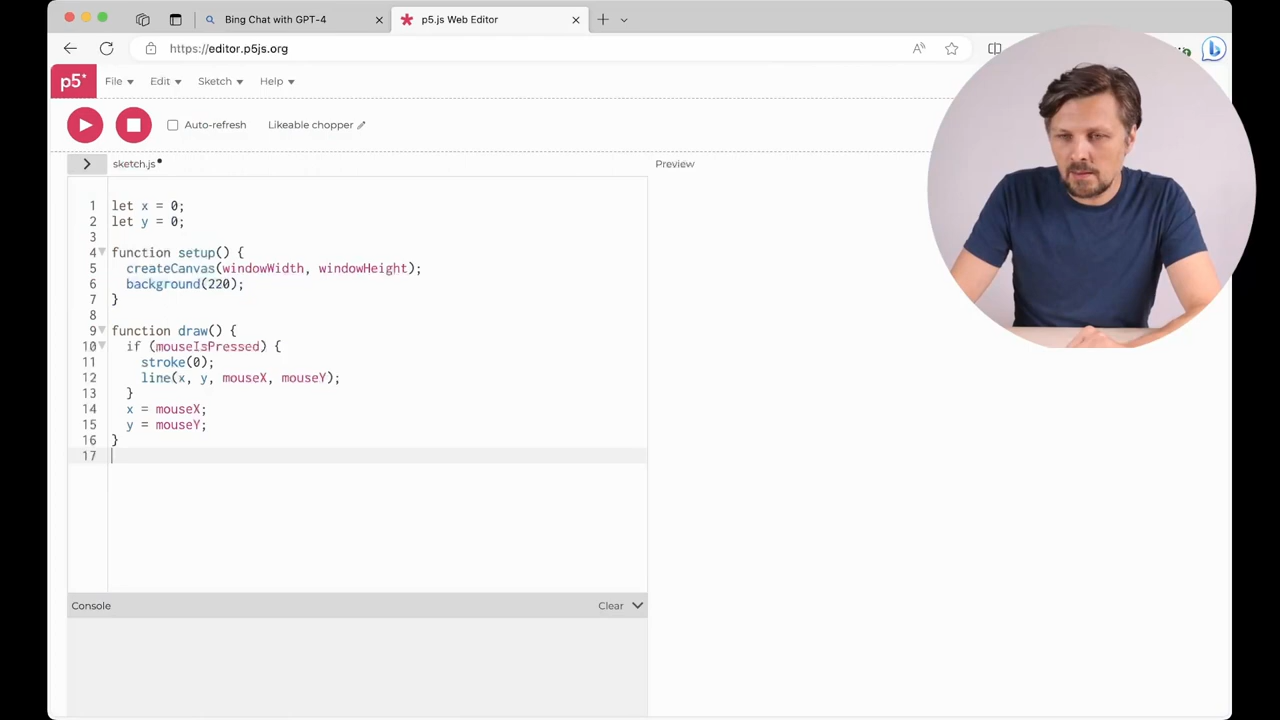 Bing Chat with GPT-4
p5.js Web Editor
https://editor.p5js.org
p5*
File
Edit
Sketch
Help
Auto-refresh
Likeable chopper
sketch.js
Preview
1 let x = 0;
2 let y = 0;
3
4 function setup() {
5 createCanvas(windowWidth, windowHeight);
6 background(220);
7 }
8
9 function draw() {
10 if (mouseIsPressed) {
11 stroke(0);
12 line(x, y, mouseX, mouseY);
13 }
14 x = mouseX;
15 y = mouseY;
16 }
17
Console
Clear